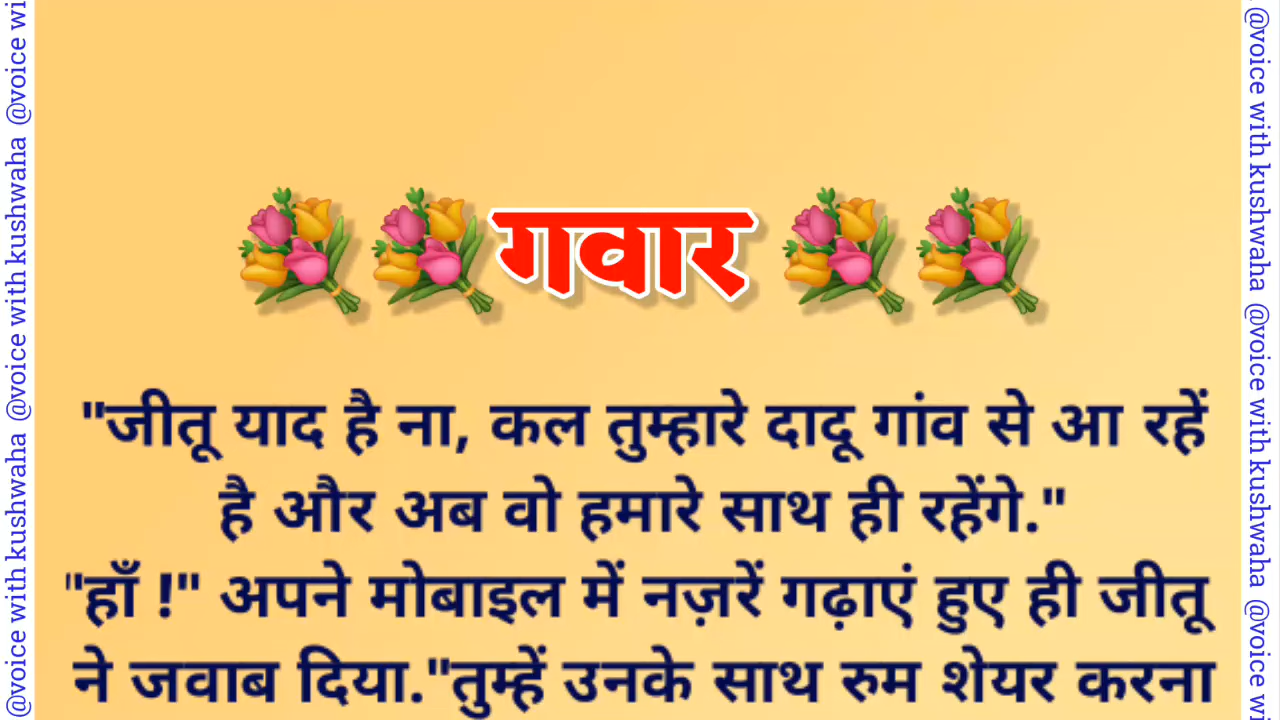 गवार
"जीतू याद है ना, कल तुम्हारे दादू गांव से आ रहें
है और अब वो हमारे साथ ही रहेंगे."
"हाँ !" अपने मोबाइल में नज़रें गढ़ाएं हुए ही जीतू
ने जवाब दिया."तुम्हें उनके साथ रुम शेयर करना
@voice with kushwaha @voice with kushwaha @voice wi
@voice with kushwaha @voice with kushwaha @voice wi